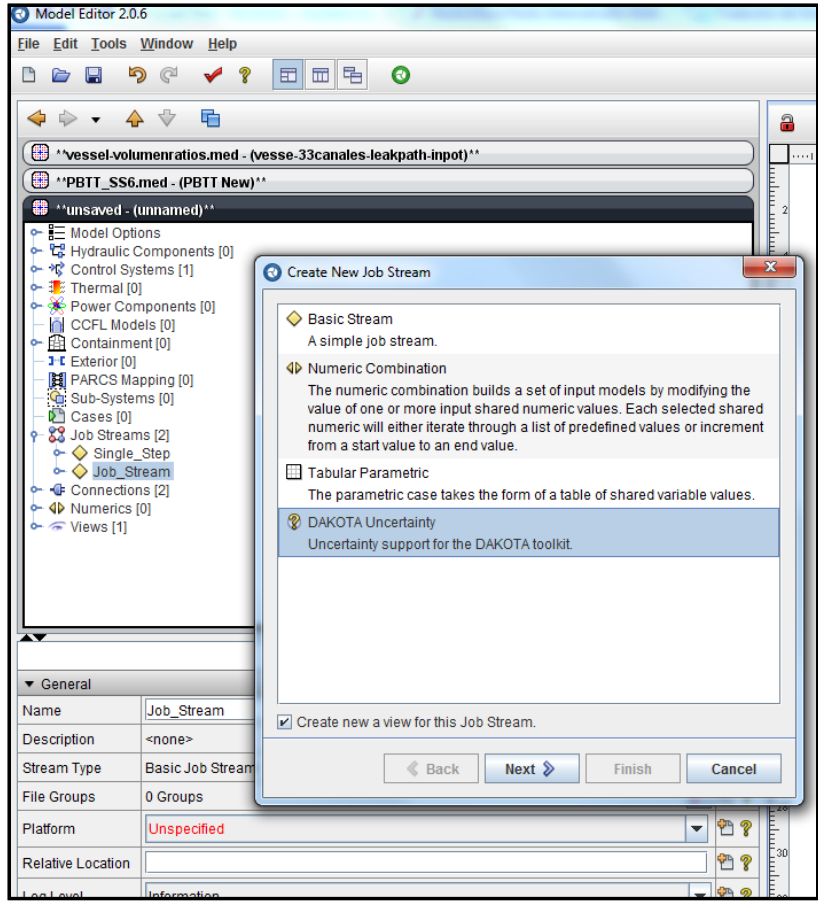 Model Editor 2.0.6
File Edit Tools Window Help
**vessel-volumenratios.med - (vesse-33canales-leakpath-inpot)**
**PBTT_SS6.med - (PBTT New)**
**unsaved - (unnamed)**
Model Options
Hydraulic Components [0]
Control Systems [1]
Thermal [0]
Power Components [0]
CCFL Models [0]
Containment [0]
Exterior [0]
PARCS Mapping [0]
Sub-Systems [0]
Cases [0]
Job Streams [2]
Single_Step
Job_Stream
Connections [2]
Numerics [0]
Views [1]
Create New Job Stream
Basic Stream
A simple job stream.
Numeric Combination
The numeric combination builds a set of input models by modifying the
value of one or more input shared numeric values. Each selected shared
numeric will either iterate through a list of predefined values or increment
from a start value to an end value.
Tabular Parametric
The parametric case takes the form of a table of shared variable values.
DAKOTA Uncertainty
Uncertainty support for the DAKOTA toolkit.
Create new a view for this Job Stream.
Back Next Finish Cancel
General
Name Job_Stream
Description <none>
Stream Type Basic Job Stream
File Groups 0 Groups
Platform Unspecified
Relative Location
Log Level Information
2
30